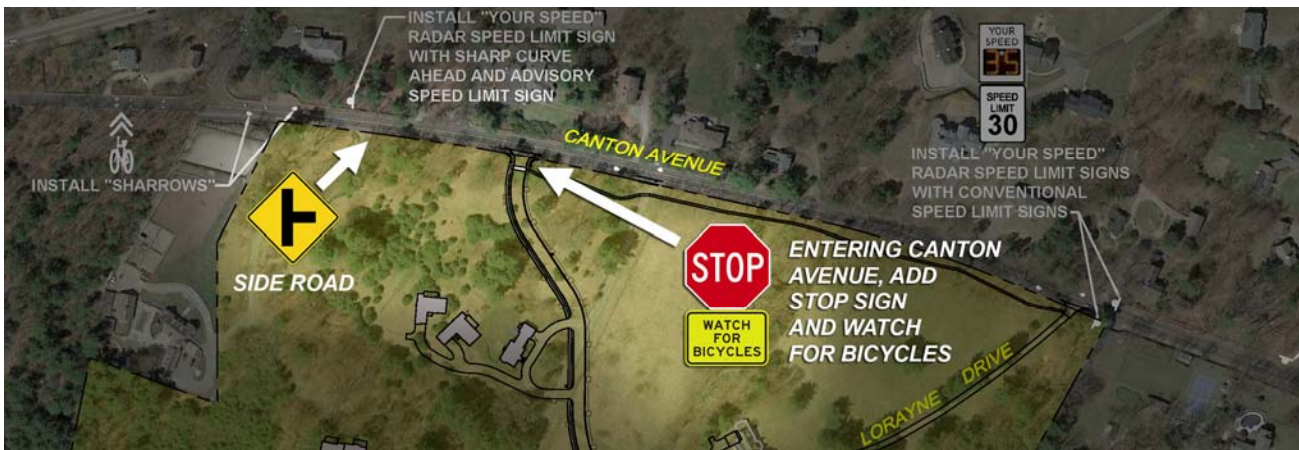 INSTALL "YOUR SPEED"
RADAR SPEED LIMIT SIGN
WITH SHARP CURVE
AHEAD AND ADVISORY
SPEED LIMIT SIGN
YOUR
SPEED
35
SPEED
LIMIT
30
INSTALL "YOUR SPEED"
RADAR SPEED LIMIT SIGNS
WITH CONVENTIONAL
SPEED LIMIT SIGNS
CANTON AVENUE
INSTALL "SHARROWS"
SIDE ROAD
STOP
WATCH
FOR
BICYCLES
ENTERING CANTON
AVENUE, ADD
STOP SIGN
AND WATCH
FOR BICYCLES
LORAYNE DRIVE